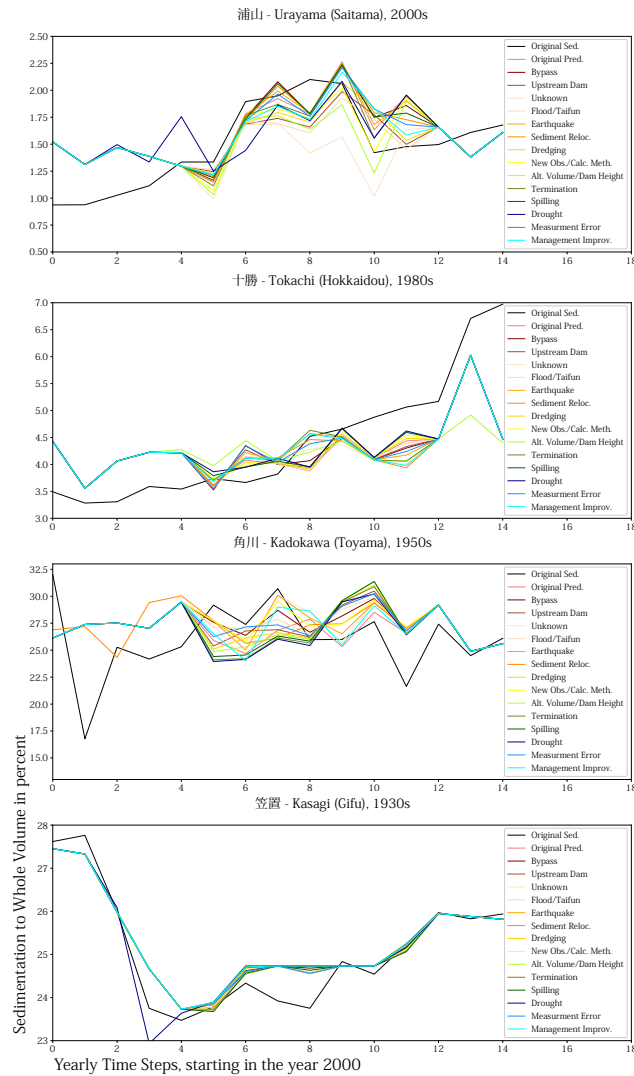 浦山 - Urayama (Saitama), 2000s
2.50
2.25
2.00
1.75
1.50
1.25
1.00
0.75
0.50
0 2 4 6 8 10 12 14 16 18
Original Sed.
Original Pred.
Bypass
Upstream Dam
Unknown
Flood/Taifun
Earthquake
Sediment Reloc.
Dredging
New Obs./Calc. Meth.
Alt. Volume/Dam Height
Termination
Spilling
Drought
Measurment Error
Management Improv.
十勝 - Tokachi (Hokkaidou), 1980s
7.0
6.5
6.0
5.5
5.0
4.5
4.0
3.5
3.0
0 2 4 6 8 10 12 14 16 18
Original Sed.
Original Pred.
Bypass
Upstream Dam
Unknown
Flood/Taifun
Earthquake
Sediment Reloc.
Dredging
New Obs./Calc. Meth.
Alt. Volume/Dam Height
Termination
Spilling
Drought
Measurment Error
Management Improv.
角川 - Kadokawa (Toyama), 1950s
32.5
30.0
27.5
25.0
22.5
20.0
17.5
15.0
0 2 4 6 8 10 12 14 16 18
Original Sed.
Original Pred.
Bypass
Upstream Dam
Unknown
Flood/Taifun
Earthquake
Sediment Reloc.
Dredging
New Obs./Calc. Meth.
Alt. Volume/Dam Height
Termination
Spilling
Drought
Measurment Error
Management Improv.
笠置 - Kasagi (Gifu), 1930s
28
27
26
25
24
23
0 2 4 6 8 10 12 14 16 18
Original Sed.
Original Pred.
Bypass
Upstream Dam
Unknown
Flood/Taifun
Earthquake
Sediment Reloc.
Dredging
New Obs./Calc. Meth.
Alt. Volume/Dam Height
Termination
Spilling
Drought
Measurment Error
Management Improv.
Sedimentation to Whole Volume in percent
Yearly Time Steps, starting in the year 2000